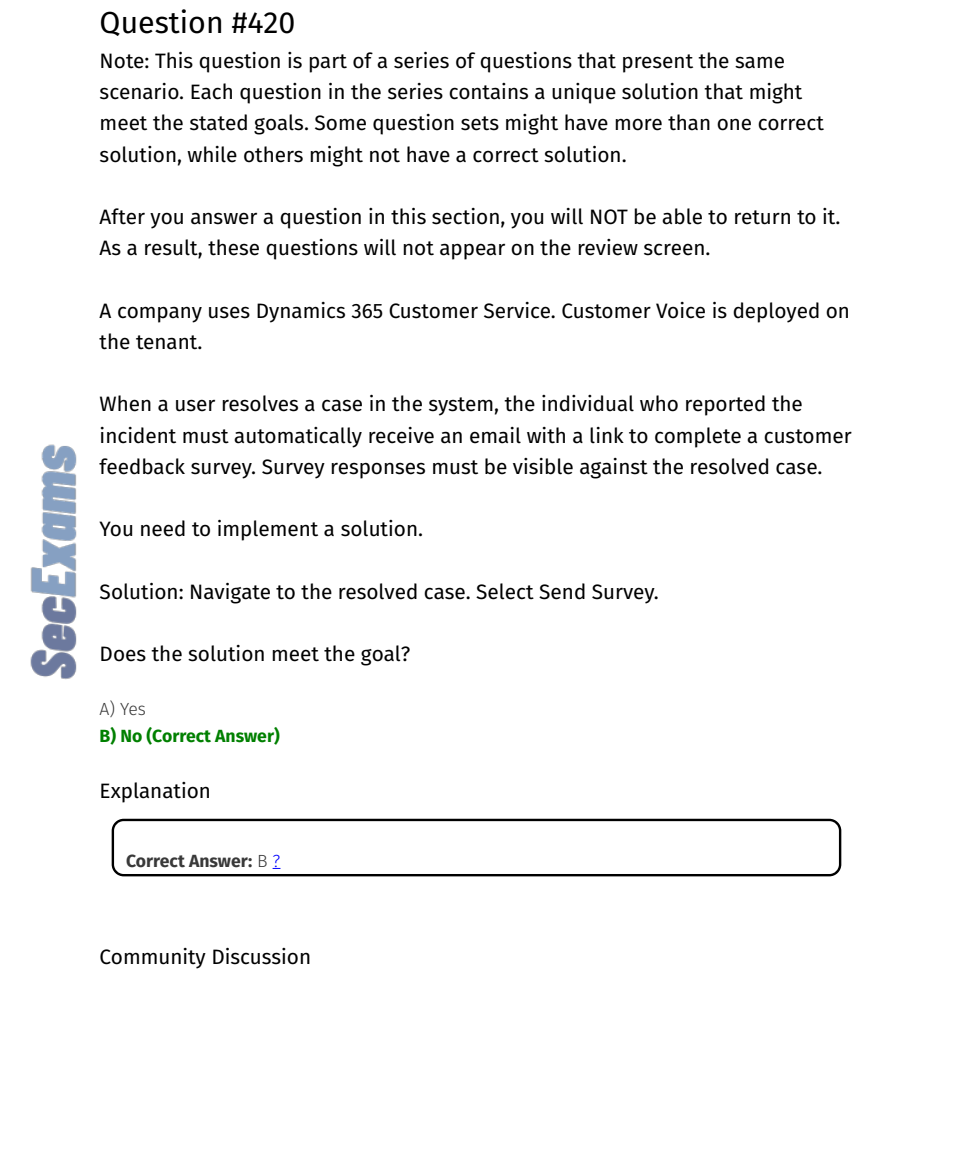 Question #420
Note: This question is part of a series of questions that present the same
scenario. Each question in the series contains a unique solution that might
meet the stated goals. Some question sets might have more than one correct
solution, while others might not have a correct solution.
After you answer a question in this section, you will NOT be able to return to it.
As a result, these questions will not appear on the review screen.
A company uses Dynamics 365 Customer Service. Customer Voice is deployed on
the tenant.
When a user resolves a case in the system, the individual who reported the
incident must automatically receive an email with a link to complete a customer
feedback survey. Survey responses must be visible against the resolved case.
You need to implement a solution.
Solution: Navigate to the resolved case. Select Send Survey.
Does the solution meet the goal?
A) Yes
B) No (Correct Answer)
Explanation
Correct Answer: B ?
Community Discussion
SecExams